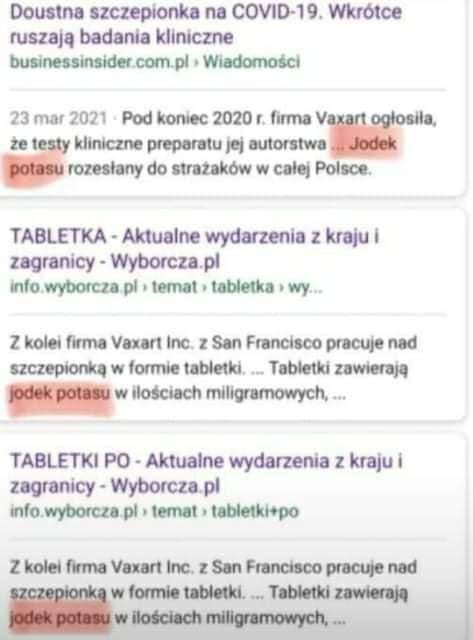 Doustna szczepionka na COVID-19. Wkrótce
ruszają badania kliniczne
businessinsider.com.pl › Wiadomości
23 mar 2021 · Pod koniec 2020 r. firma Vaxart ogłosiła,
że testy kliniczne preparatu jej autorstwa ... Jodek
potasu rozesłany do strażaków w całej Polsce.
TABLETKA - Aktualne wydarzenia z kraju i
zagranicy - Wyborcza.pl
info.wyborcza.pl › temat › tabletka › wy...
Z kolei firma Vaxart Inc. z San Francisco pracuje nad
szczepionką w formie tabletki. ... Tabletki zawierają
jodek potasu w ilościach miligramowych, ...
TABLETKI PO - Aktualne wydarzenia z kraju i
zagranicy - Wyborcza.pl
info.wyborcza.pl › temat › tabletki+po
Z kolei firma Vaxart Inc. z San Francisco pracuje nad
szczepionką w formie tabletki. ... Tabletki zawierają
jodek potasu w ilościach miligramowych, ...